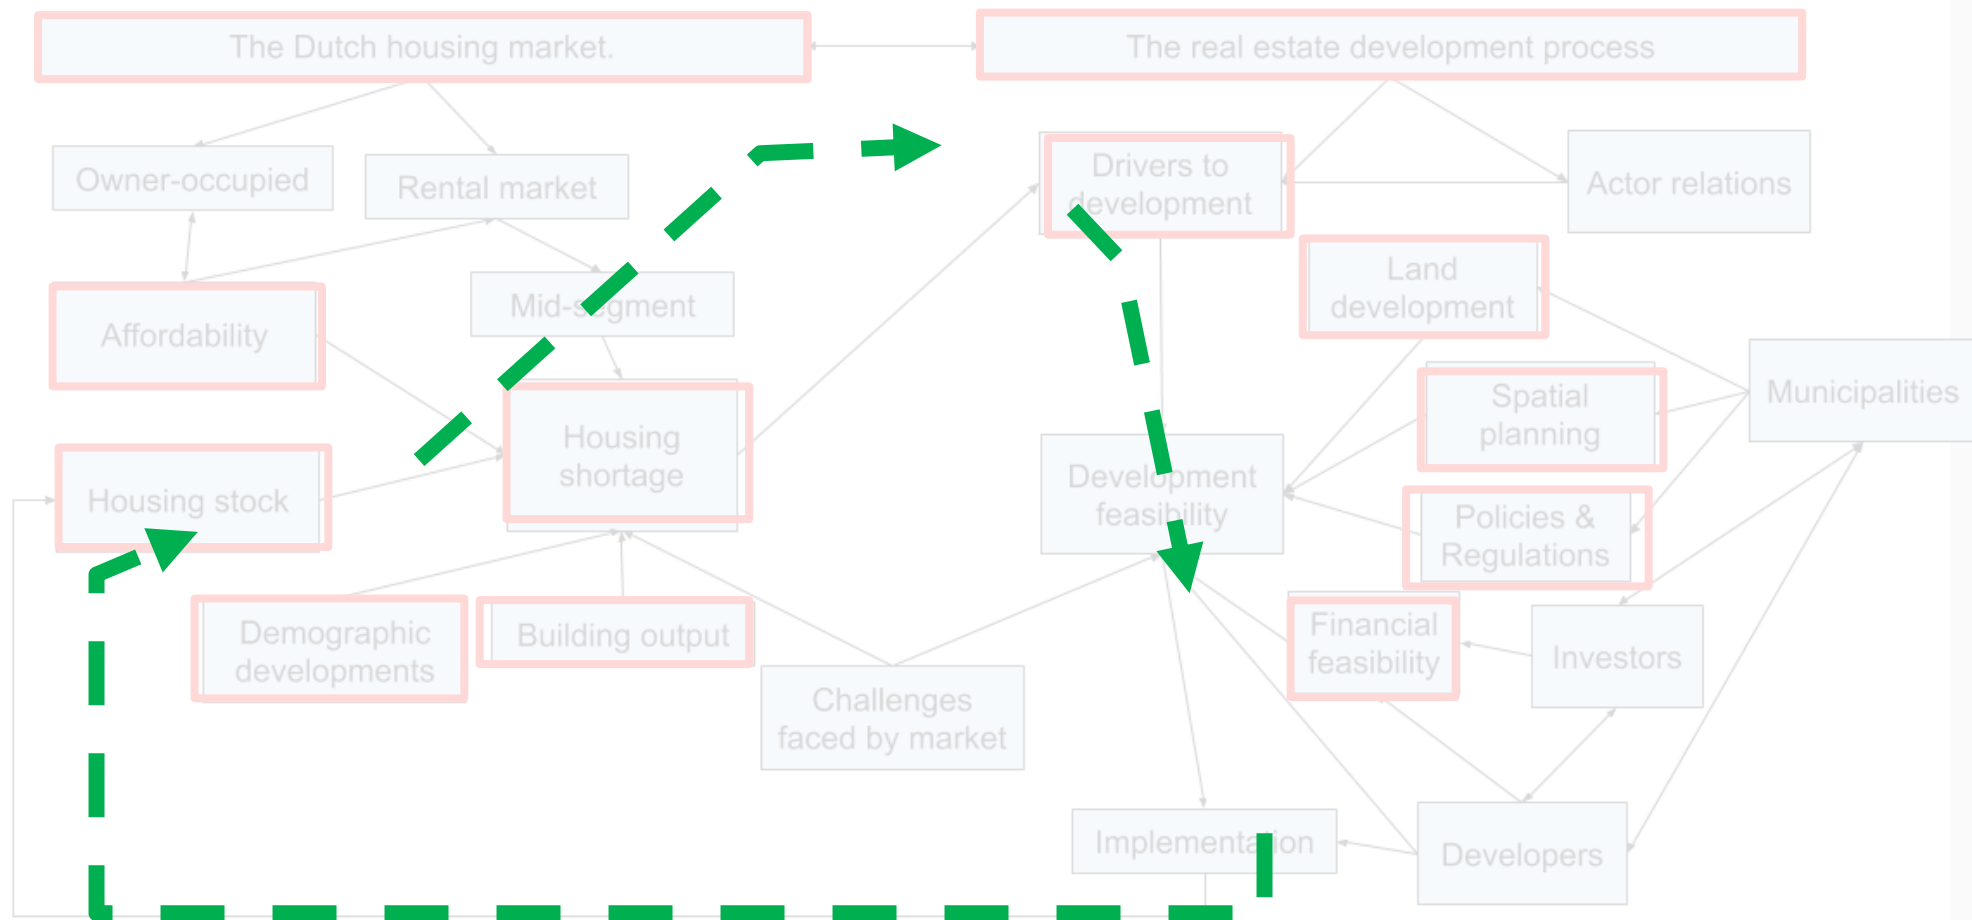 The Dutch housing market.
The real estate development process
Owner-occupied
Rental market
Drivers to
development
Actor relations
Affordability
Mid-segment
Land
development
Housing
shortage
Spatial
planning
Municipalities
Housing stock
Development
feasibility
Policies &
Regulations
Demographic
developments
Building output
Financial
feasibility
Investors
Challenges
faced by market
Implementation
Developers